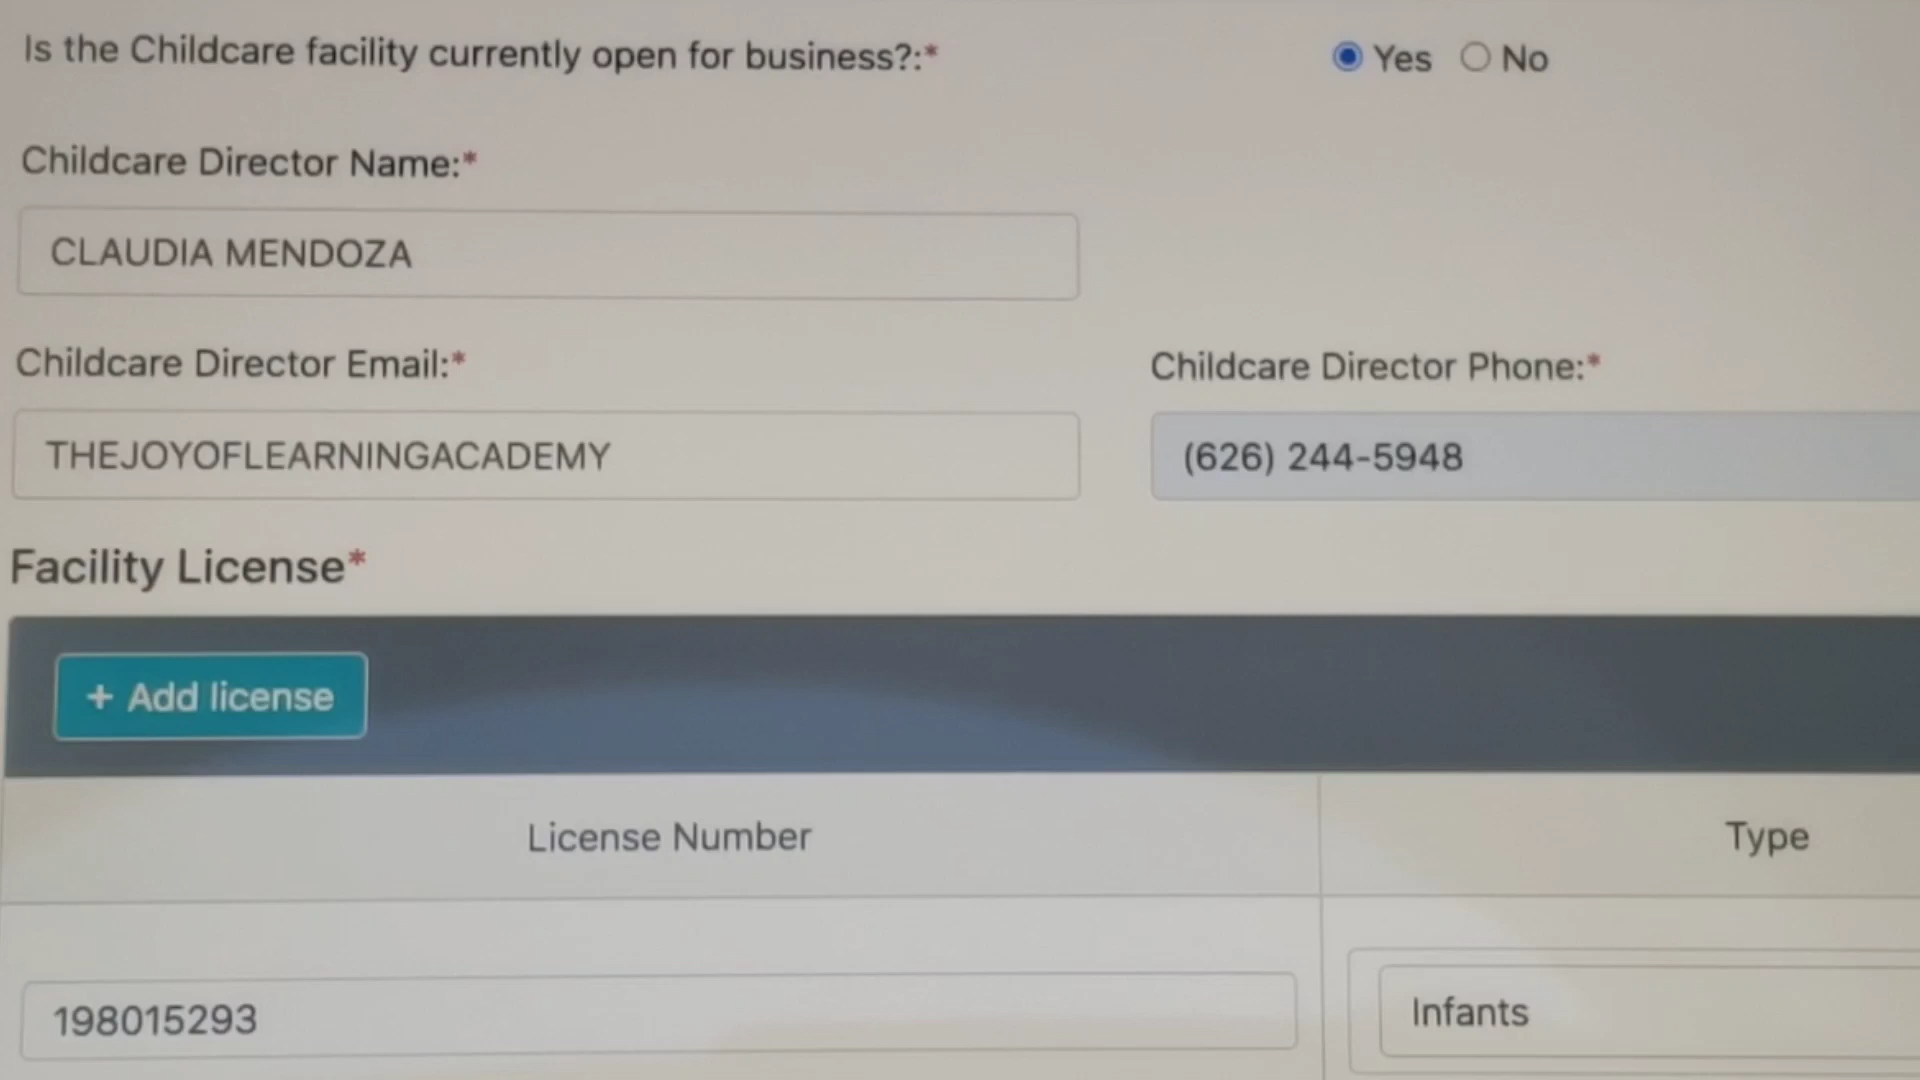 Is the Childcare facility currently open for business?:* Yes No
Childcare Director Name:*
CLAUDIA MENDOZA
Childcare Director Email:* Childcare Director Phone:*
THEJOYOFLEARNINGACADEMY (626) 244-5948
Facility License*
+ Add license
License Number Type
198015293 Infants